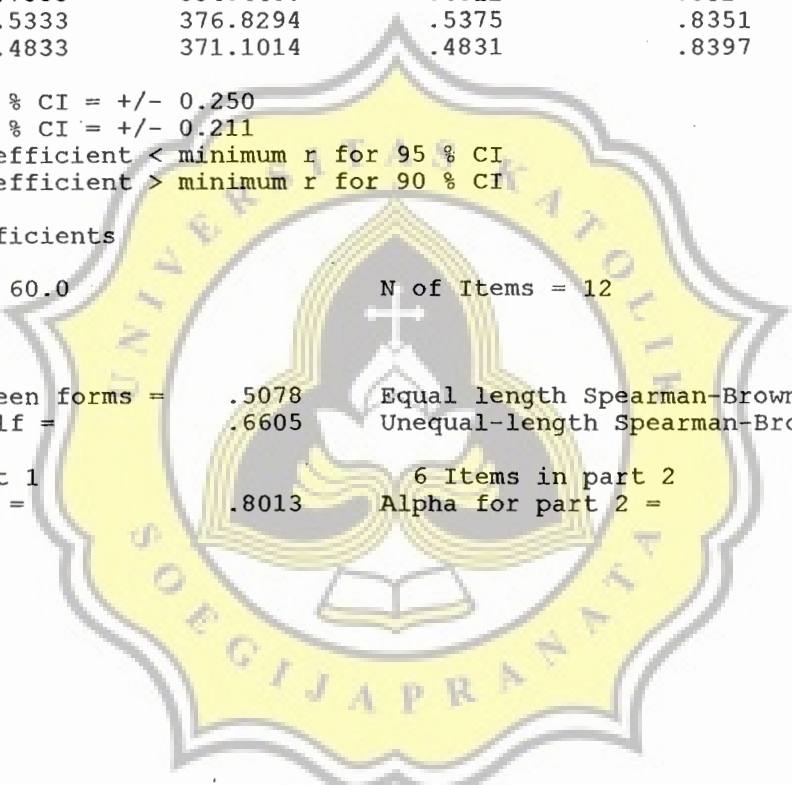 .5333 376.8294 .5375 .8351
.4833 371.1014 .4831 .8397
% CI = +/- 0.250
% CI = +/- 0.211
efficient < minimum r for 95 % CI
efficient > minimum r for 90 % CI
ficients
60.0 N of Items = 12
een forms = .5078 Equal length Spearman-Brown
lf = .6605 Unequal-length Spearman-Bro
t 1 6 Items in part 2
= .8013 Alpha for part 2 =
UNIVERSITAS KATOLIK
SOEGIJAPRANATA